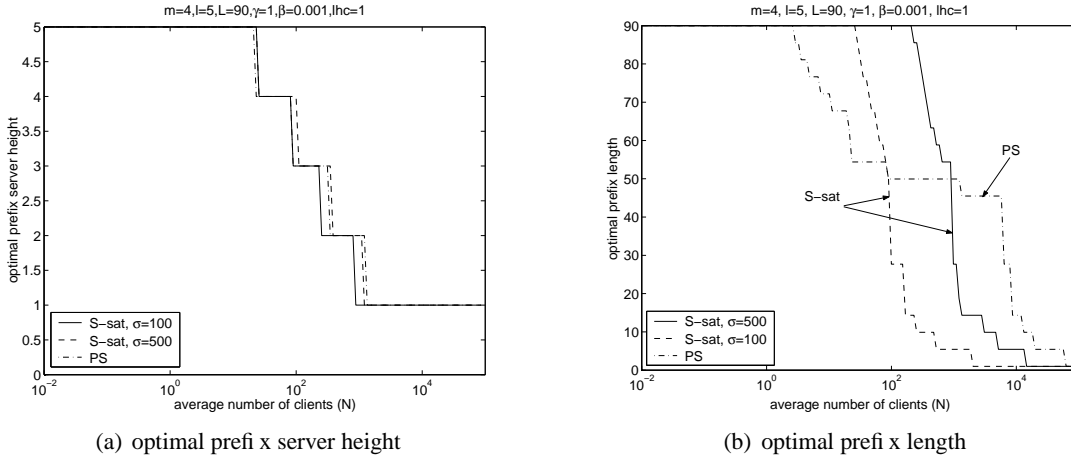 m=4,l=5,L=90,γ=1,β=0.001,lhc=1
5
4.5
4
3.5
3
2.5
2
1.5
1
0.5
0
optimal prefix server height
S−sat, σ=100
S−sat, σ=500
PS
10^−2
10^0
10^2
10^4
average number of clients (N)
(a) optimal prefi x server height
m=4, l=5, L=90, γ=1, β=0.001, lhc=1
90
80
70
60
50
40
30
20
10
0
optimal prefix length
PS
S−sat
S−sat, σ=500
S−sat, σ=100
PS
10^−2
10^0
10^2
10^4
average number of clients (N)
(b) optimal prefi x length